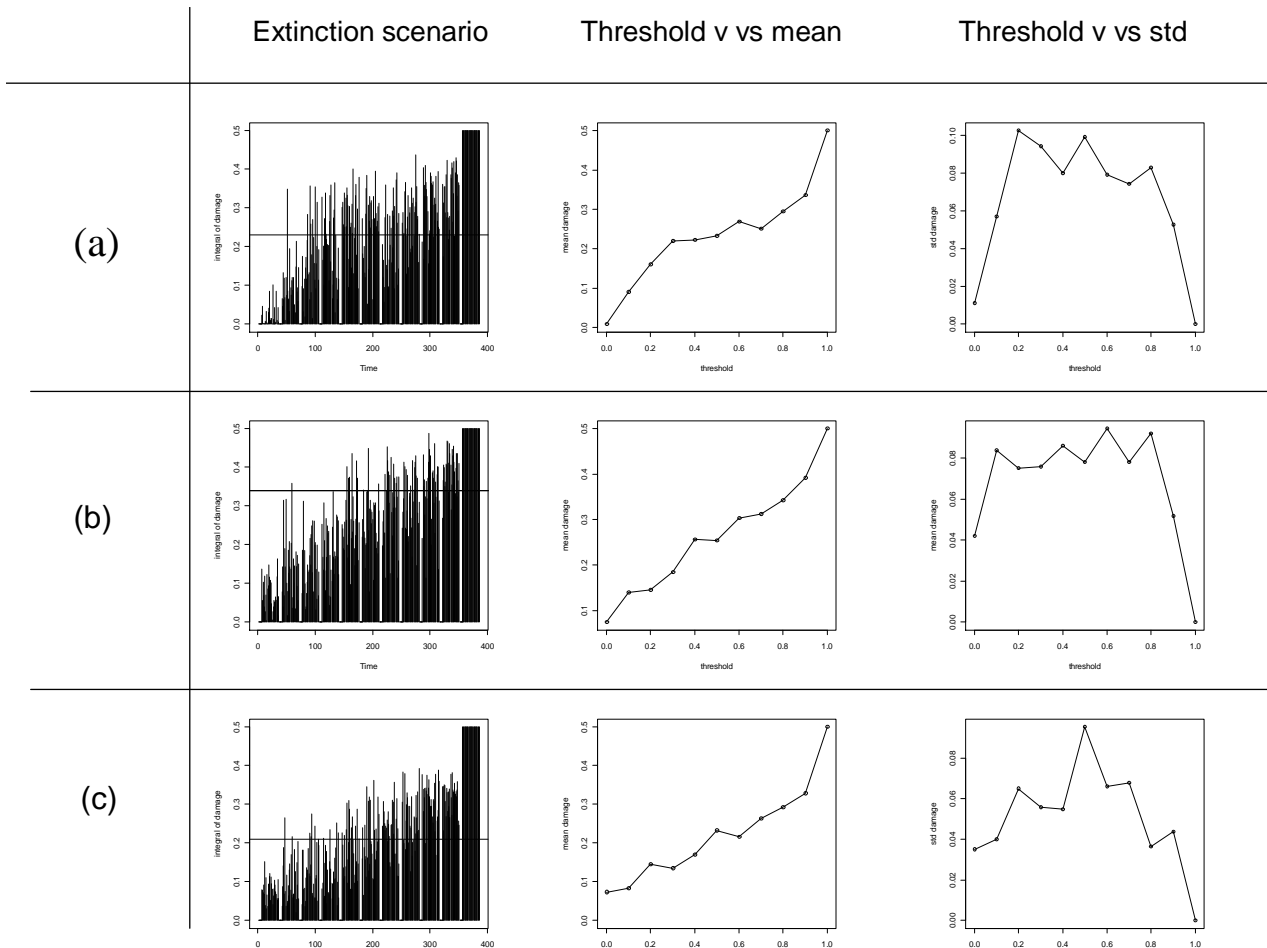 Extinction scenario Threshold v vs mean Threshold v vs std
(a)
integral of damage
0.0 0.1 0.2 0.3 0.4 0.5
0 100 200 300 400
Time
mean damage
0.0 0.1 0.2 0.3 0.4 0.5
0.0 0.2 0.4 0.6 0.8 1.0
threshold
std damage
0.00 0.02 0.04 0.06 0.08 0.10
0.0 0.2 0.4 0.6 0.8 1.0
threshold
(b)
integral of damage
0.0 0.1 0.2 0.3 0.4 0.5
0 100 200 300 400
Time
mean damage
0.1 0.2 0.3 0.4 0.5
0.0 0.2 0.4 0.6 0.8 1.0
threshold
mean damage
0.00 0.02 0.04 0.06 0.08
0.0 0.2 0.4 0.6 0.8 1.0
threshold
(c)
integral of damage
0.0 0.1 0.2 0.3 0.4 0.5
0 100 200 300 400
Time
mean damage
0.0 0.1 0.2 0.3 0.4 0.5
0.0 0.2 0.4 0.6 0.8 1.0
threshold
std damage
0.00 0.02 0.04 0.06 0.08
0.0 0.2 0.4 0.6 0.8 1.0
threshold